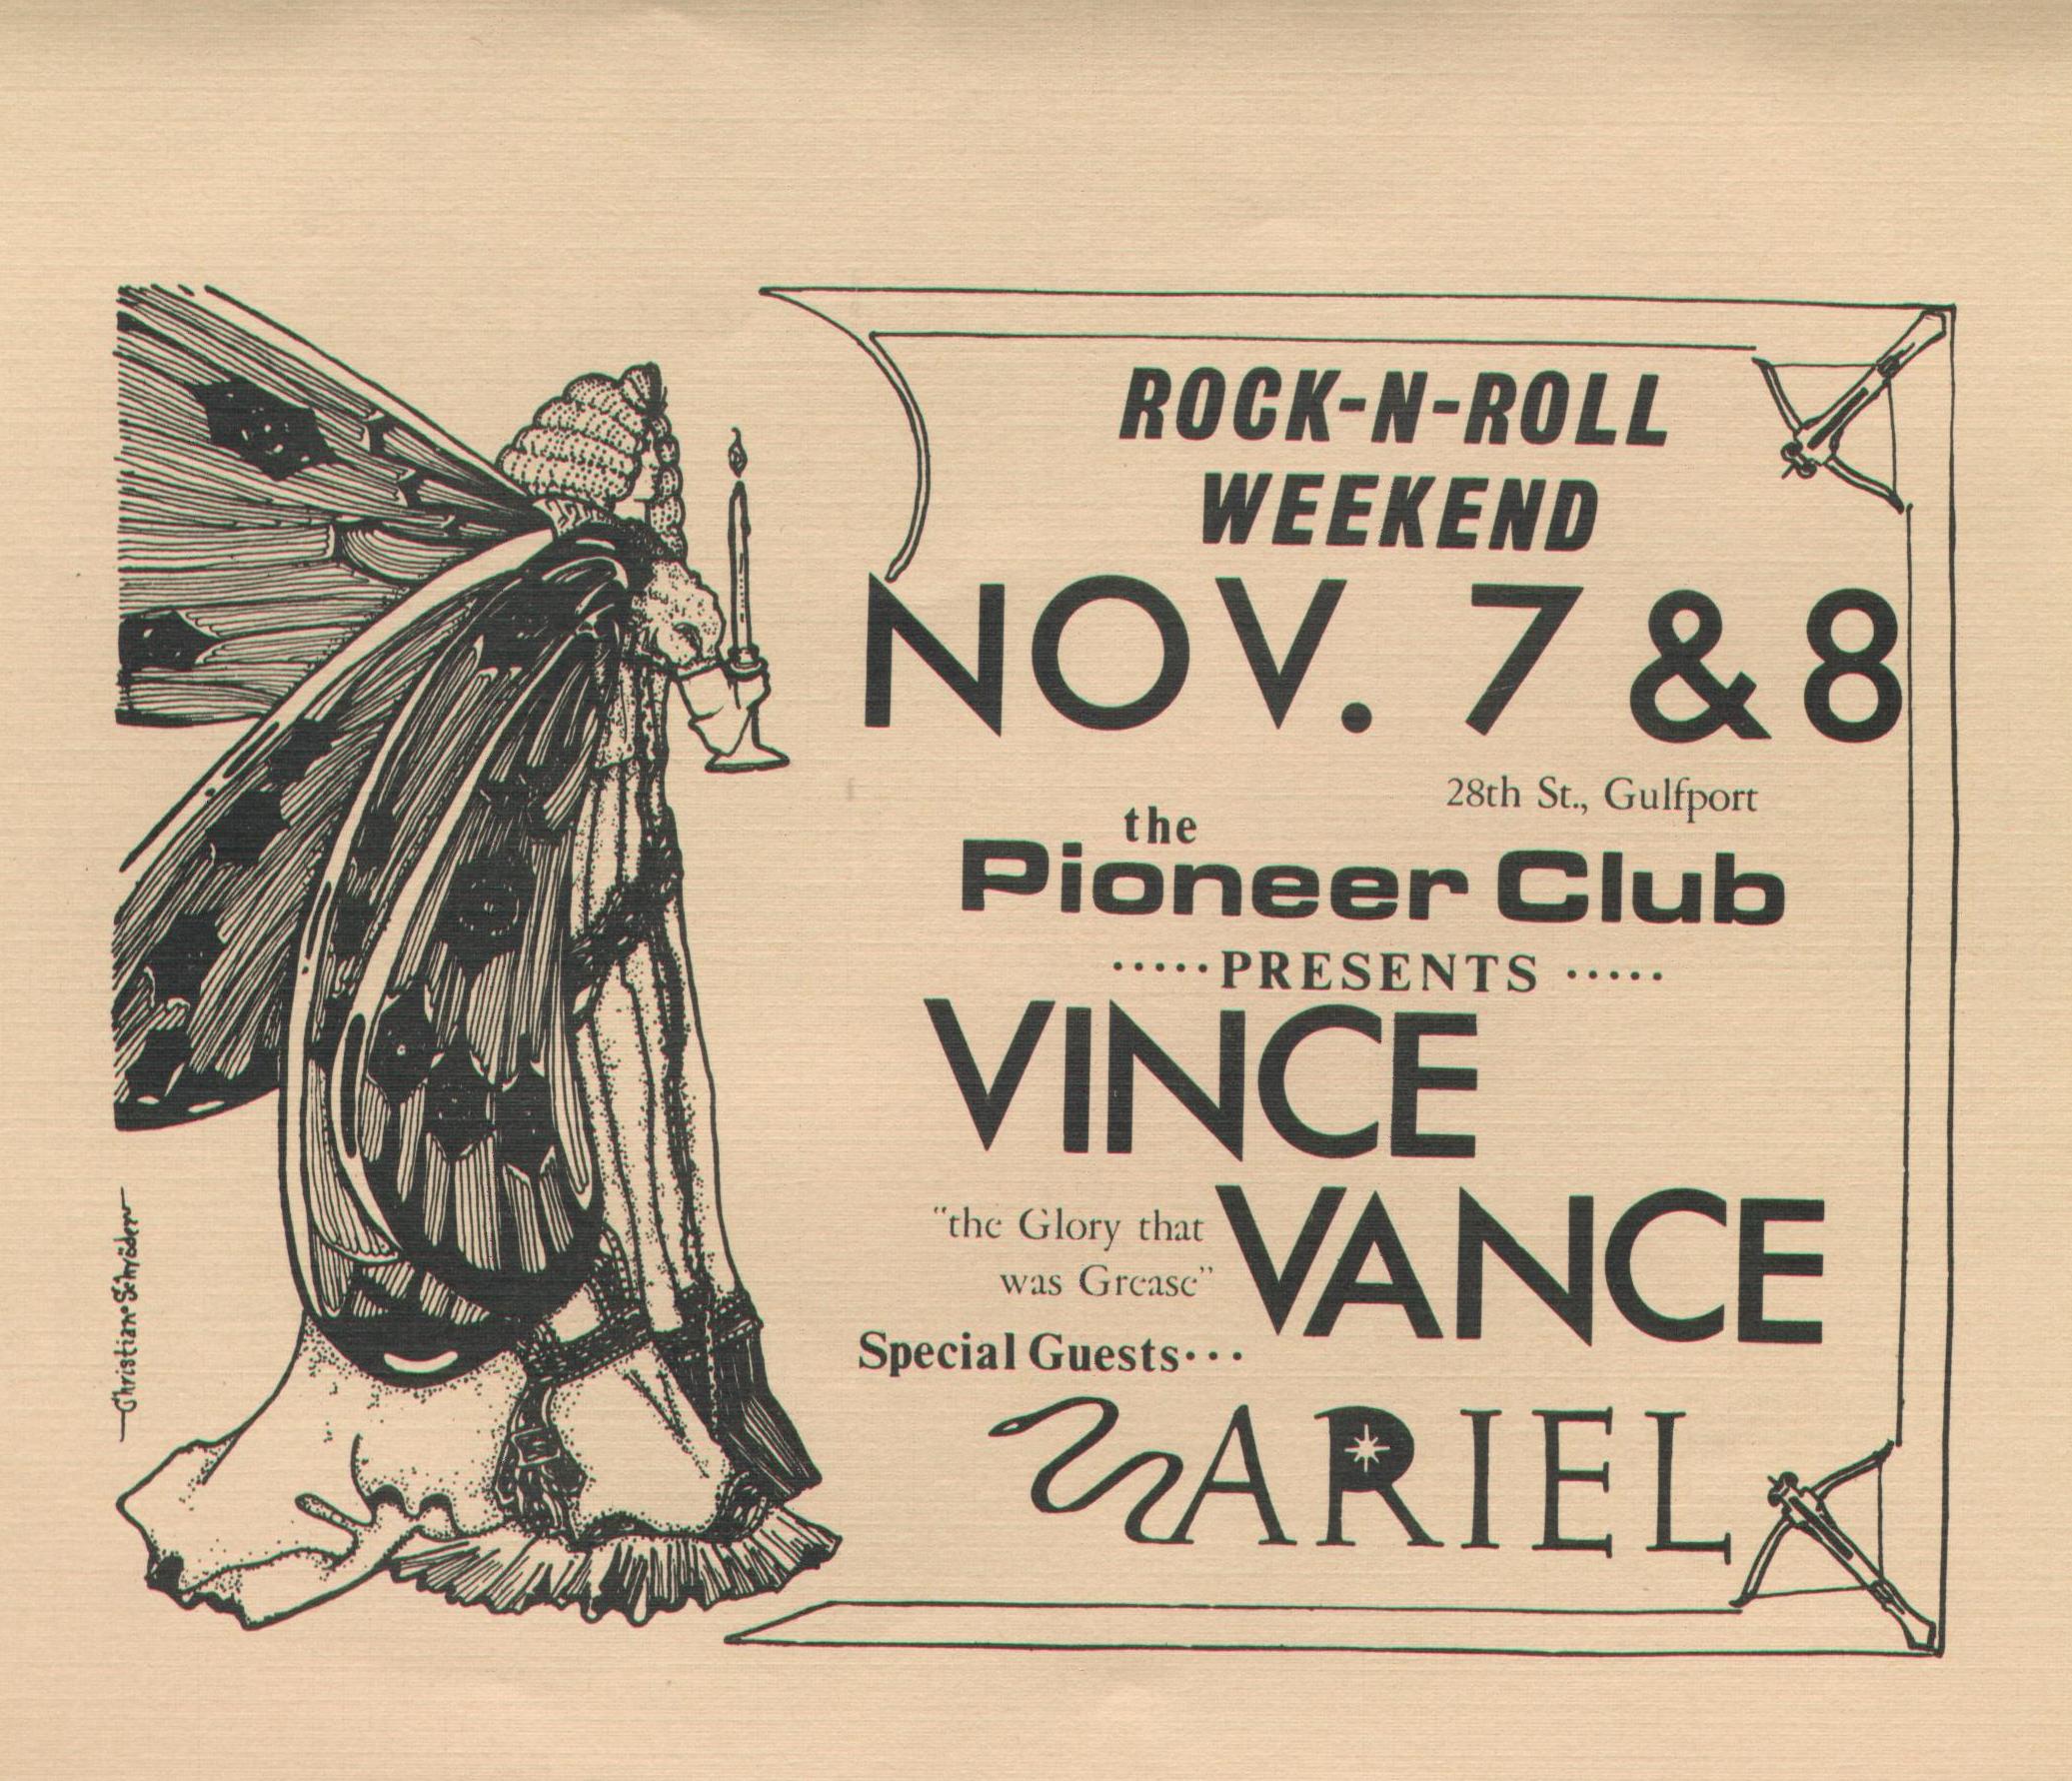 ROCK-N-ROLL
WEEKEND
NOV. 7 & 8
28th St., Gulfport
the
Pioneer Club
·····PRESENTS·····
VINCE
"the Glory that
was Grease"
VANCE
Special Guests···
ARIEL
Christiane Schröder